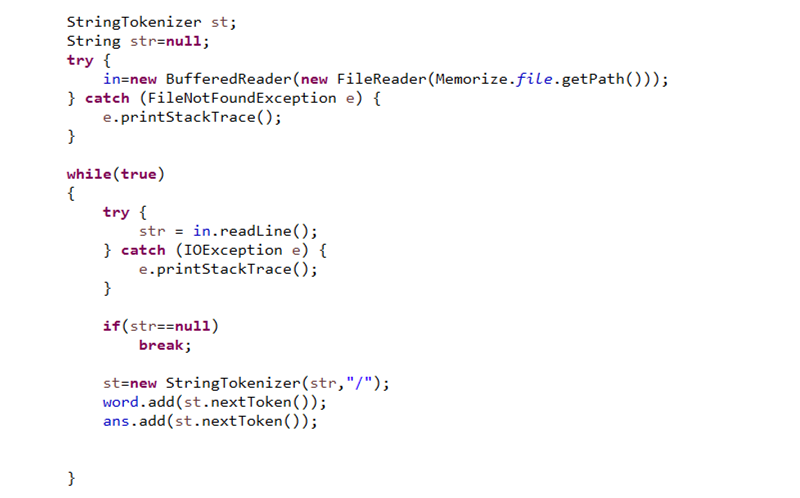 StringTokenizer st;
String str=null;
try {
    in=new BufferedReader(new FileReader(Memorize.file.getPath()));
} catch (FileNotFoundException e) {
    e.printStackTrace();
}
while(true)
{
    try {
        str = in.readLine();
    } catch (IOException e) {
        e.printStackTrace();
    }
    if(str==null)
        break;
    st=new StringTokenizer(str,"/");
    word.add(st.nextToken());
    ans.add(st.nextToken());
}